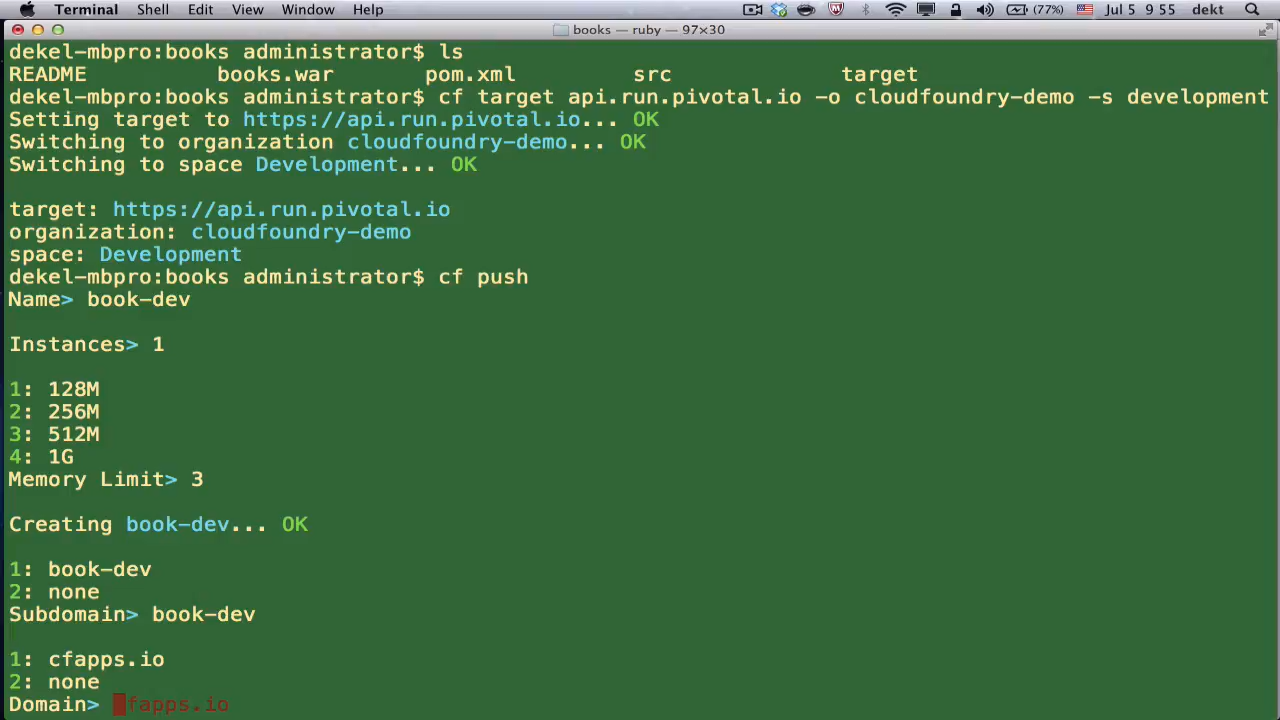 Terminal Shell Edit View Window Help (77%) Jul 5 9 55 dekt
books — ruby — 97×30
dekel-mbpro:books administrator$ ls
README books.war pom.xml src target
dekel-mbpro:books administrator$ cf target api.run.pivotal.io -o cloudfoundry-demo -s development
Setting target to https://api.run.pivotal.io... OK
Switching to organization cloudfoundry-demo... OK
Switching to space Development... OK
target: https://api.run.pivotal.io
organization: cloudfoundry-demo
space: Development
dekel-mbpro:books administrator$ cf push
Name> book-dev
Instances> 1
1: 128M
2: 256M
3: 512M
4: 1G
Memory Limit> 3
Creating book-dev... OK
1: book-dev
2: none
Subdomain> book-dev
1: cfapps.io
2: none
Domain> cfapps.io